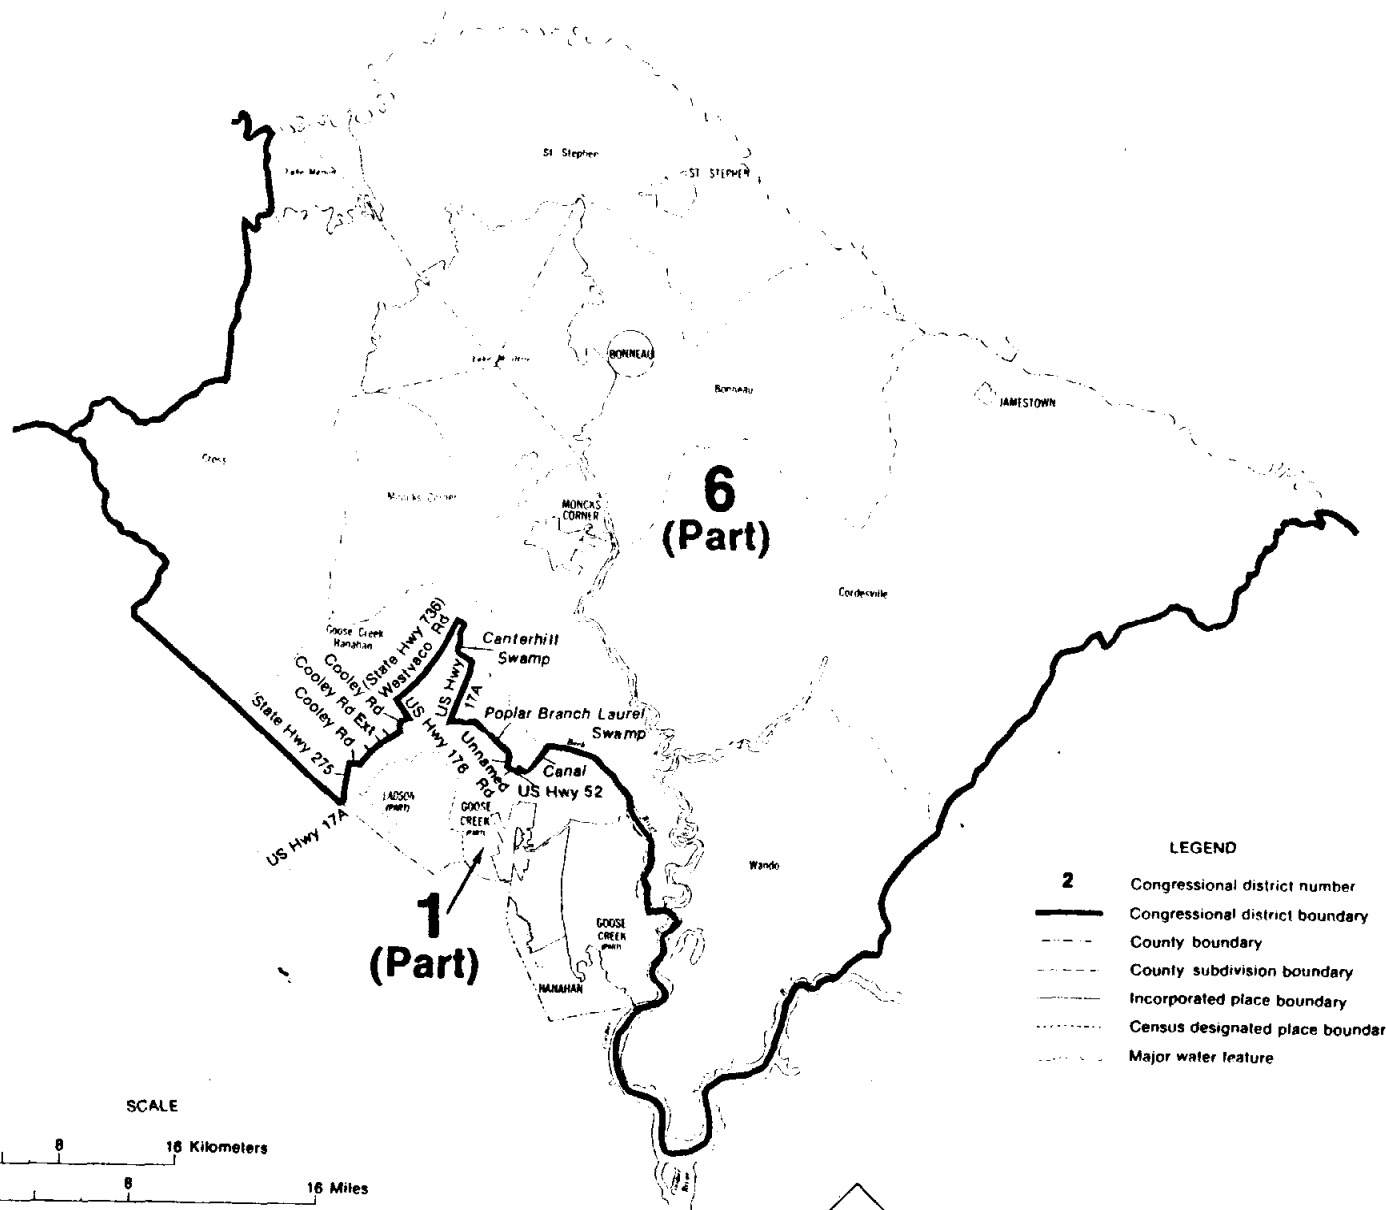 St Stephen
ST STEPHEN
BONNEAU
Bonneau
JAMESTOWN
Cross
Moncks Corner
MONCKS
CORNER
6
(Part)
Cordesville
Goose Creek
Hanahan
(State Hwy 736)
Westvaco Rd
Cooley Rd
Cooley Rd Ext
Cooley Rd
State Hwy 275
US Hwy 17A
Canterhill
Swamp
US Hwy
17A
US Hwy 176
Poplar Branch Laurel
Swamp
Unnamed
Rd
Canal
US Hwy 52
LADSON
(PART)
GOOSE
CREEK
(PART)
1
(Part)
GOOSE
CREEK
(PART)
HANAHAN
Wando
LEGEND
2 Congressional district number
Congressional district boundary
County boundary
County subdivision boundary
Incorporated place boundary
Census designated place boundar
Major water feature
SCALE
8 16 Kilometers
8 16 Miles